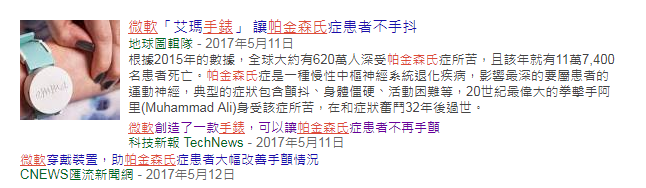 微軟「艾瑪手錶」 讓帕金森氏症患者不手抖
地球圖輯隊 - 2017年5月11日
根據2015年的數據，全球大約有620萬人深受帕金森氏症所苦，且該年就有11萬7,400
名患者死亡。帕金森氏症是一種慢性中樞神經系統退化疾病，影響最深的要屬患者的
運動神經，典型的症狀包含顫抖、身體僵硬、活動困難等，20世紀最偉大的拳擊手阿
里(Muhammad Ali)身受該症所苦，在和症狀奮鬥32年後過世。
微軟創造了一款手錶，可以讓帕金森氏症患者不再手顫
科技新報 TechNews - 2017年5月11日
微軟穿戴裝置，助帕金森氏症患者大幅改善手顫情況
CNEWS匯流新聞網 - 2017年5月12日